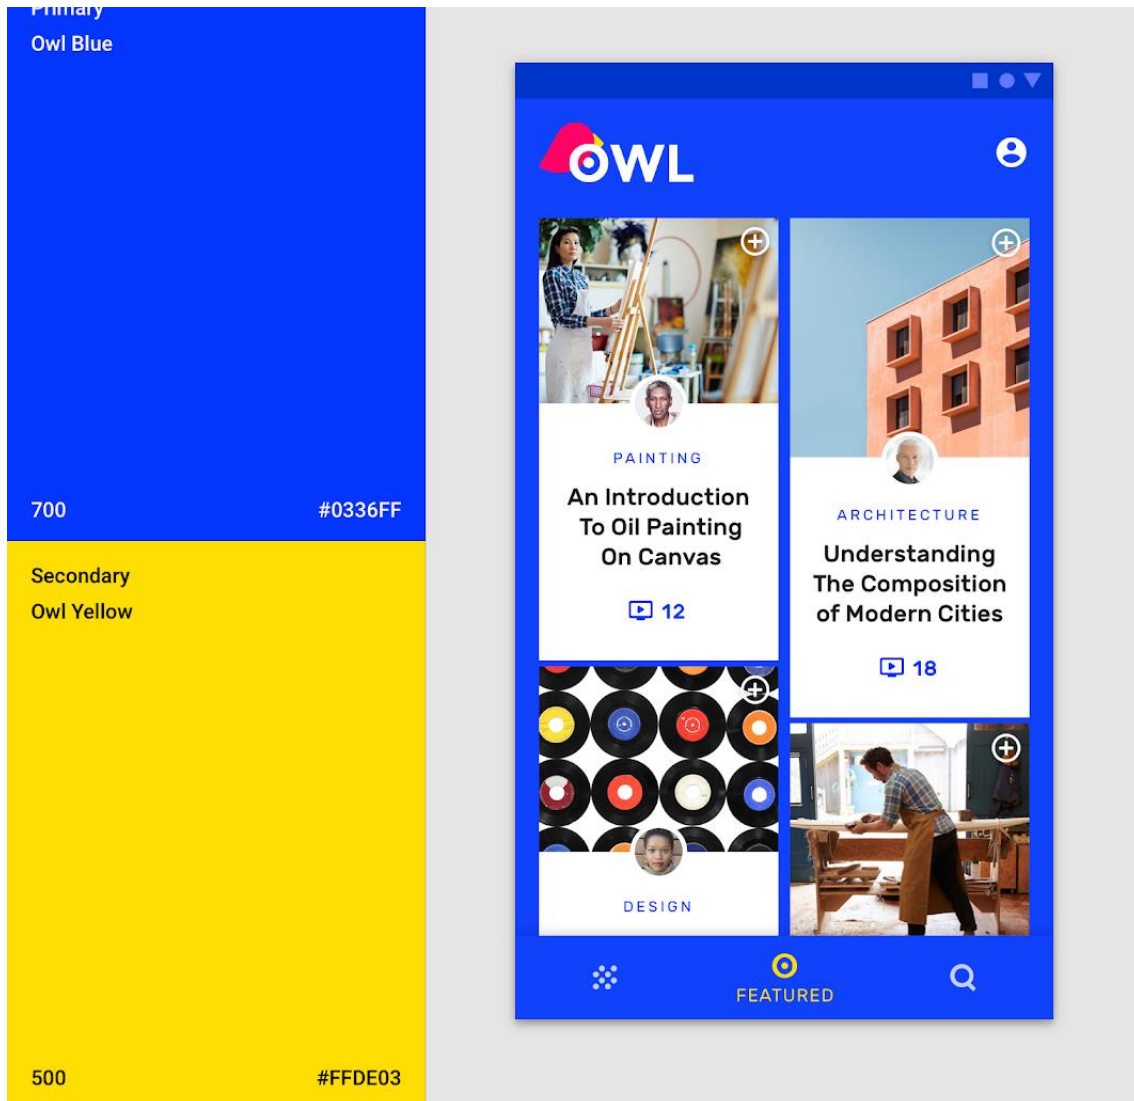 Primary
Owl Blue
700 #0336FF
Secondary
Owl Yellow
500 #FFDE03
OWL
PAINTING
An Introduction
To Oil Painting
On Canvas
12
ARCHITECTURE
Understanding
The Composition
of Modern Cities
18
DESIGN
FEATURED